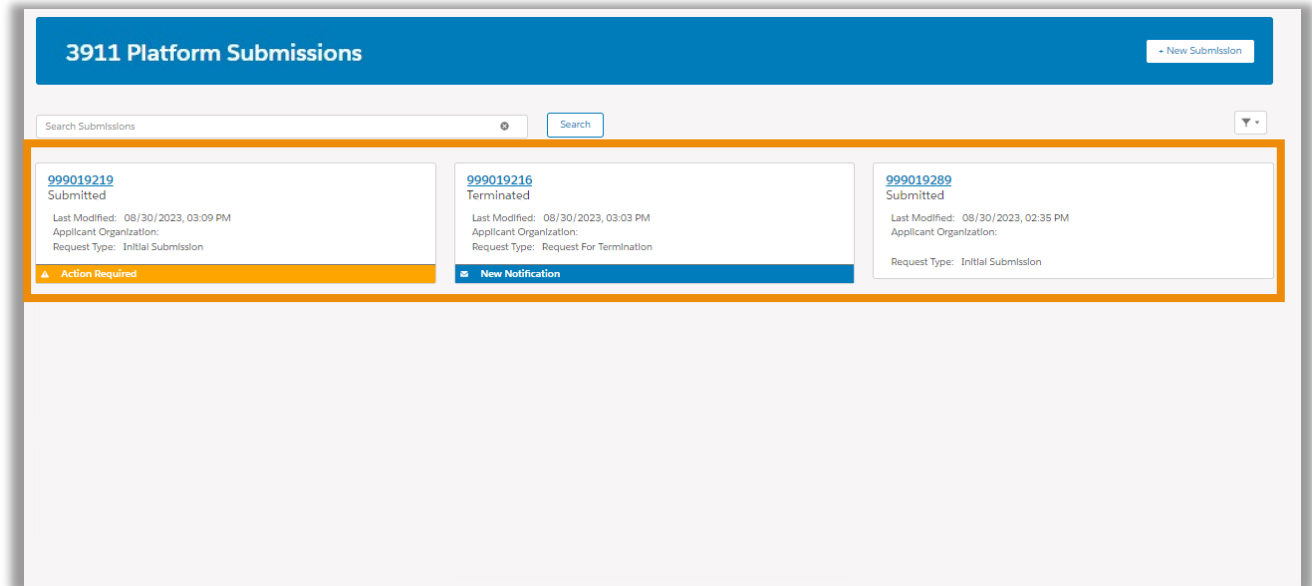 3911 Platform Submissions
- New Submission
Search Submissions
Search
999019219
Submitted
Last Modified: 08/30/2023, 03:09 PM
Applicant Organization:
Request Type: Initial Submission
Action Required
999019216
Terminated
Last Modified: 08/30/2023, 03:03 PM
Applicant Organization:
Request Type: Request For Termination
New Notification
999019289
Submitted
Last Modified: 08/30/2023, 02:35 PM
Applicant Organization:
Request Type: Initial Submission